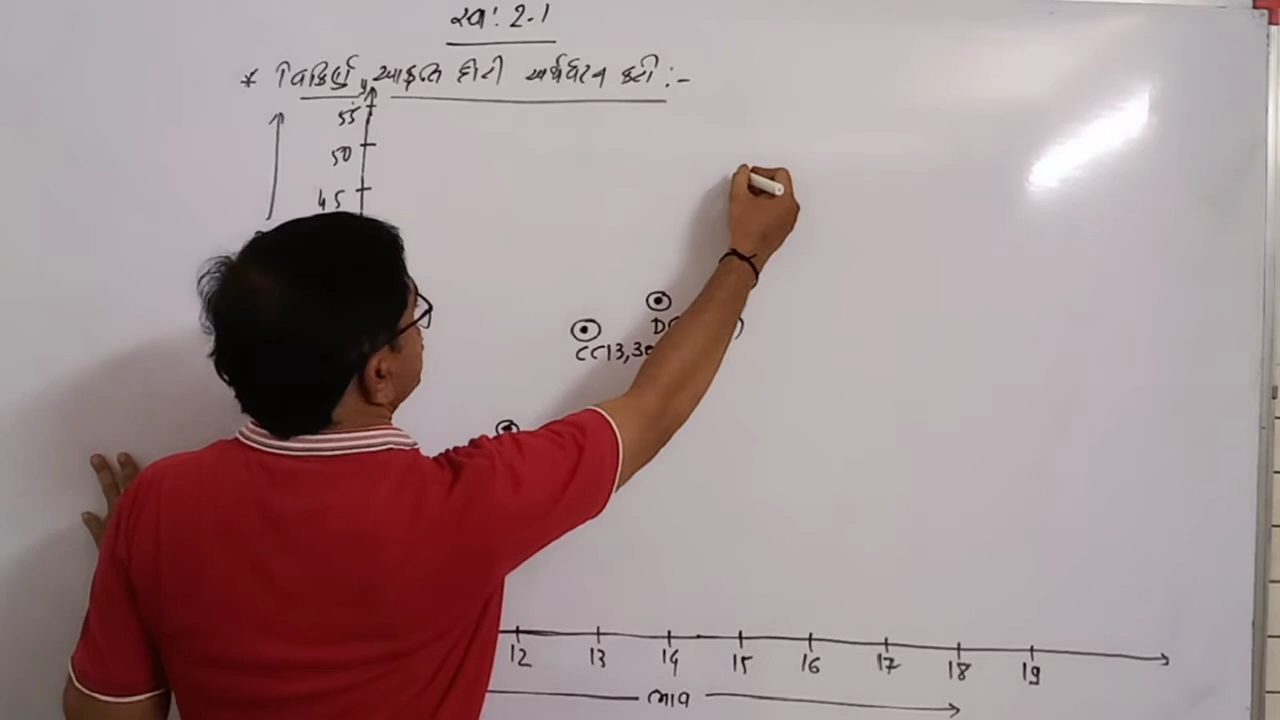 સ્વા. 2.1
* વિકિર્ણ આકૃતિ દોરી અર્થઘટન કરો :-
55
50
45
D(
C(13,3
12 13 14 15 16 17 18 19
ભાવ